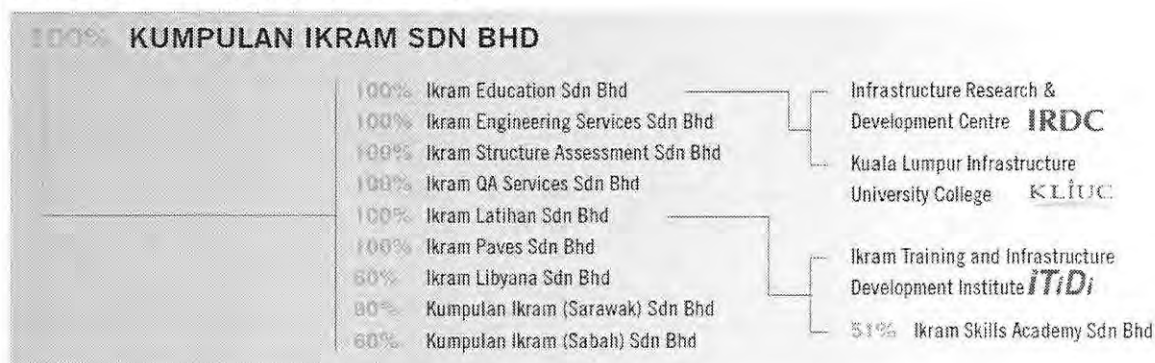 100% KUMPULAN IKRAM SDN BHD
100% Ikram Education Sdn Bhd
100% Ikram Engineering Services Sdn Bhd
100% Ikram Structure Assessment Sdn Bhd
100% Ikram QA Services Sdn Bhd
100% Ikram Latihan Sdn Bhd
100% Ikram Paves Sdn Bhd
60% Ikram Libyana Sdn Bhd
Kumpulan Ikram (Sarawak) Sdn Bhd
60% Kumpulan Ikram (Sabah) Sdn Bhd
Infrastructure Research &
Development Centre IRDC
Kuala Lumpur Infrastructure
University College KLiUC
Ikram Training and Infrastructure
Development Institute iTiDi
51% Ikram Skills Academy Sdn Bhd